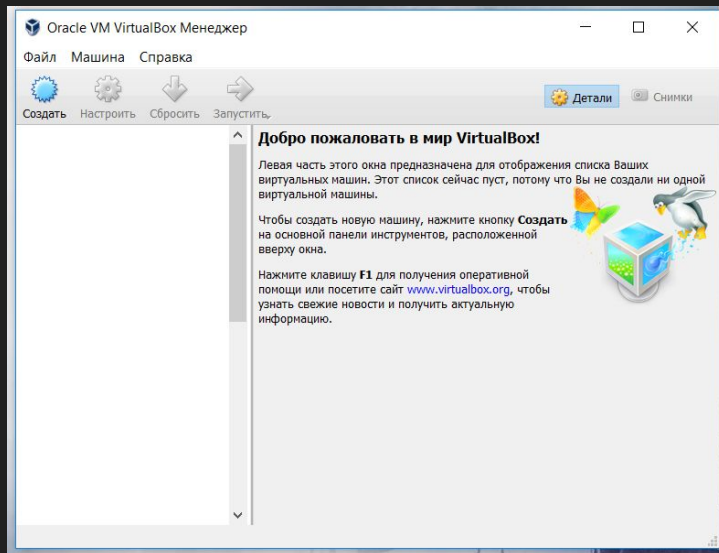 Oracle VM VirtualBox Менеджер
Файл Машина Справка
Создать Настроить Сбросить Запустить
Детали Снимки
Добро пожаловать в мир VirtualBox!
Левая часть этого окна предназначена для отображения списка Ваших
виртуальных машин. Этот список сейчас пуст, потому что Вы не создали ни одной
виртуальной машины.
Чтобы создать новую машину, нажмите кнопку Создать
на основной панели инструментов, расположенной
вверху окна.
Нажмите клавишу F1 для получения оперативной
помощи или посетите сайт www.virtualbox.org, чтобы
узнать свежие новости и получить актуальную
информацию.